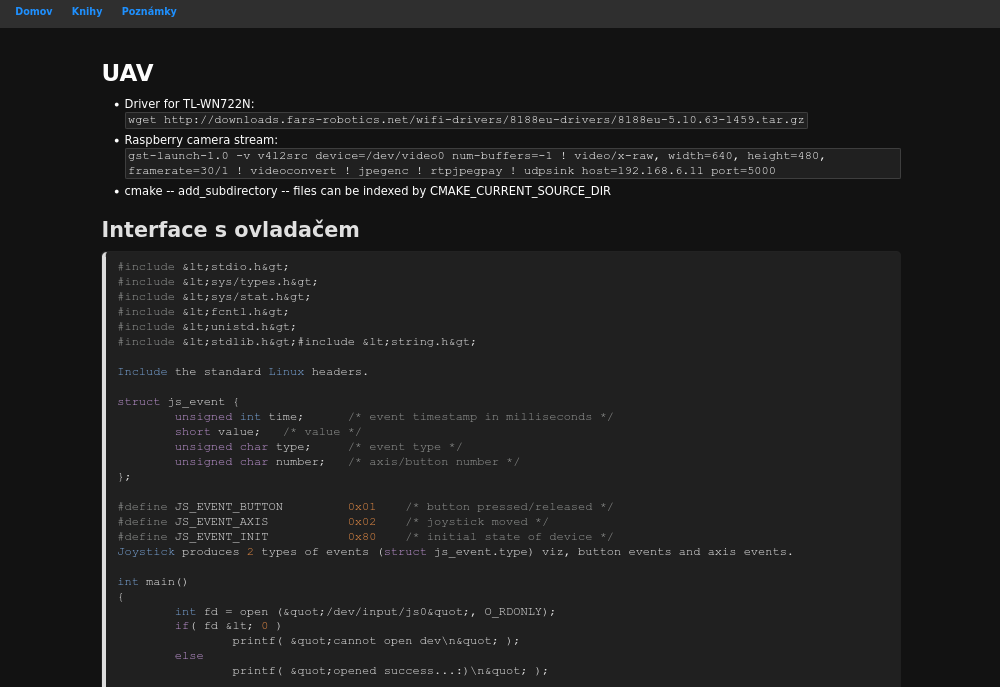 Domov Knihy Poznámky
UAV
• Driver for TL-WN722N:
wget http://downloads.fars-robotics.net/wifi-drivers/8188eu-drivers/8188eu-5.10.63-1459.tar.gz
• Raspberry camera stream:
gst-launch-1.0 -v v4l2src device=/dev/video0 num-buffers=-1 ! video/x-raw, width=640, height=480,
framerate=30/1 ! videoconvert ! jpegenc ! rtpjpegpay ! udpsink host=192.168.6.11 port=5000
• cmake -- add_subdirectory -- files can be indexed by CMAKE_CURRENT_SOURCE_DIR
Interface s ovladačem
#include &lt;stdio.h&gt;
#include &lt;sys/types.h&gt;
#include &lt;sys/stat.h&gt;
#include &lt;fcntl.h&gt;
#include &lt;unistd.h&gt;
#include &lt;stdlib.h&gt;#include &lt;string.h&gt;
Include the standard Linux headers.
struct js_event {
        unsigned int time;      /* event timestamp in milliseconds */
        short value;   /* value */
        unsigned char type;     /* event type */
        unsigned char number;   /* axis/button number */
};
#define JS_EVENT_BUTTON         0x01    /* button pressed/released */
#define JS_EVENT_AXIS           0x02    /* joystick moved */
#define JS_EVENT_INIT           0x80    /* initial state of device */
Joystick produces 2 types of events (struct js_event.type) viz, button events and axis events.
int main()
{
        int fd = open (&quot;/dev/input/js0&quot;, O_RDONLY);
        if( fd &lt; 0 )
                printf( &quot;cannot open dev\n&quot; );
        else
                printf( &quot;opened success...:)\n&quot; );